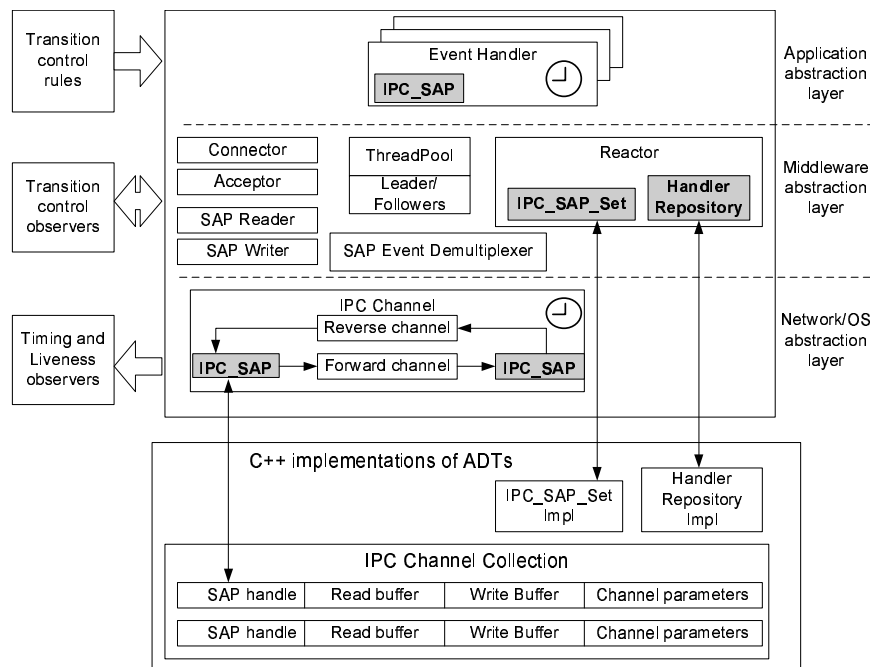 Transition
control
rules
Event Handler
IPC_SAP
Application
abstraction
layer
Transition
control
observers
Connector
Acceptor
SAP Reader
SAP Writer
ThreadPool
Leader/
Followers
SAP Event Demultiplexer
Reactor
IPC_SAP_Set
Handler
Repository
Middleware
abstraction
layer
Timing and
Liveness
observers
IPC Channel
Reverse channel
IPC_SAP
Forward channel
IPC_SAP
Network/OS
abstraction
layer
C++ implementations of ADTs
IPC_SAP_Set
Impl
Handler
Repository
Impl
IPC Channel Collection
SAP handle
Read buffer
Write Buffer
Channel parameters
SAP handle
Read buffer
Write Buffer
Channel parameters